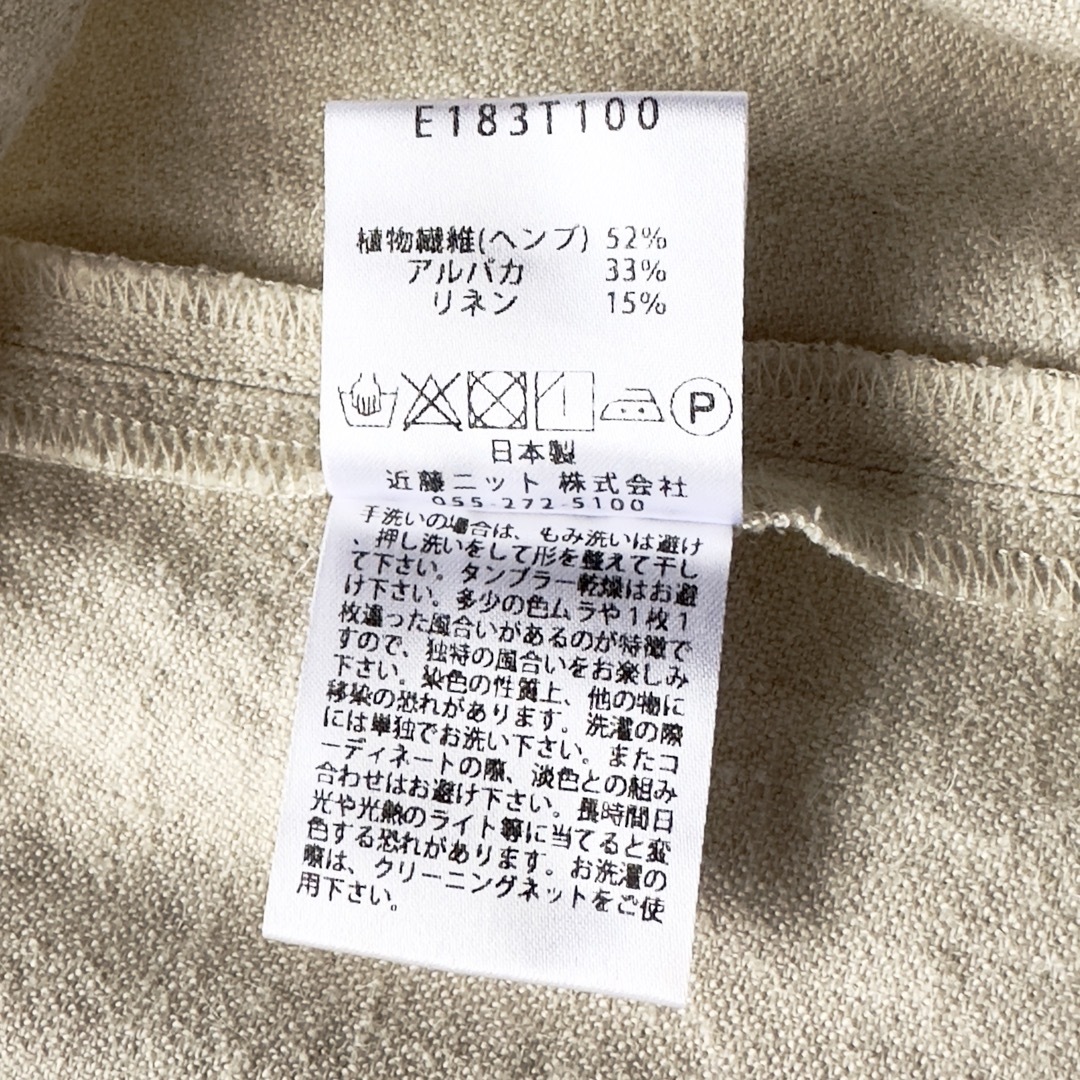 E183T100
植物繊維(ヘンプ) 52%
アルパカ 33%
リネン 15%
P
日本製
近藤ニット 株式会社
055-272-5100
手洗いの場合は、もみ洗いは避け
、押し洗いをして形を整えて干し
て下さい。タンブラー乾燥はお避
け下さい。多少の色ムラや1枚1
枚違った風合いがあるのが特徴で
すので、独特の風合いをお楽しみ
下さい。染色の性質上、他の物に
移染の恐れがあります。洗濯の際
には単独でお洗い下さい。またコ
ーディネートの際、淡色との組み
合わせはお避け下さい。長時間日
光や光熱のライト等に当てると変
色する恐れがあります。お洗濯の
際は、クリーニングネットをご使
用下さい。